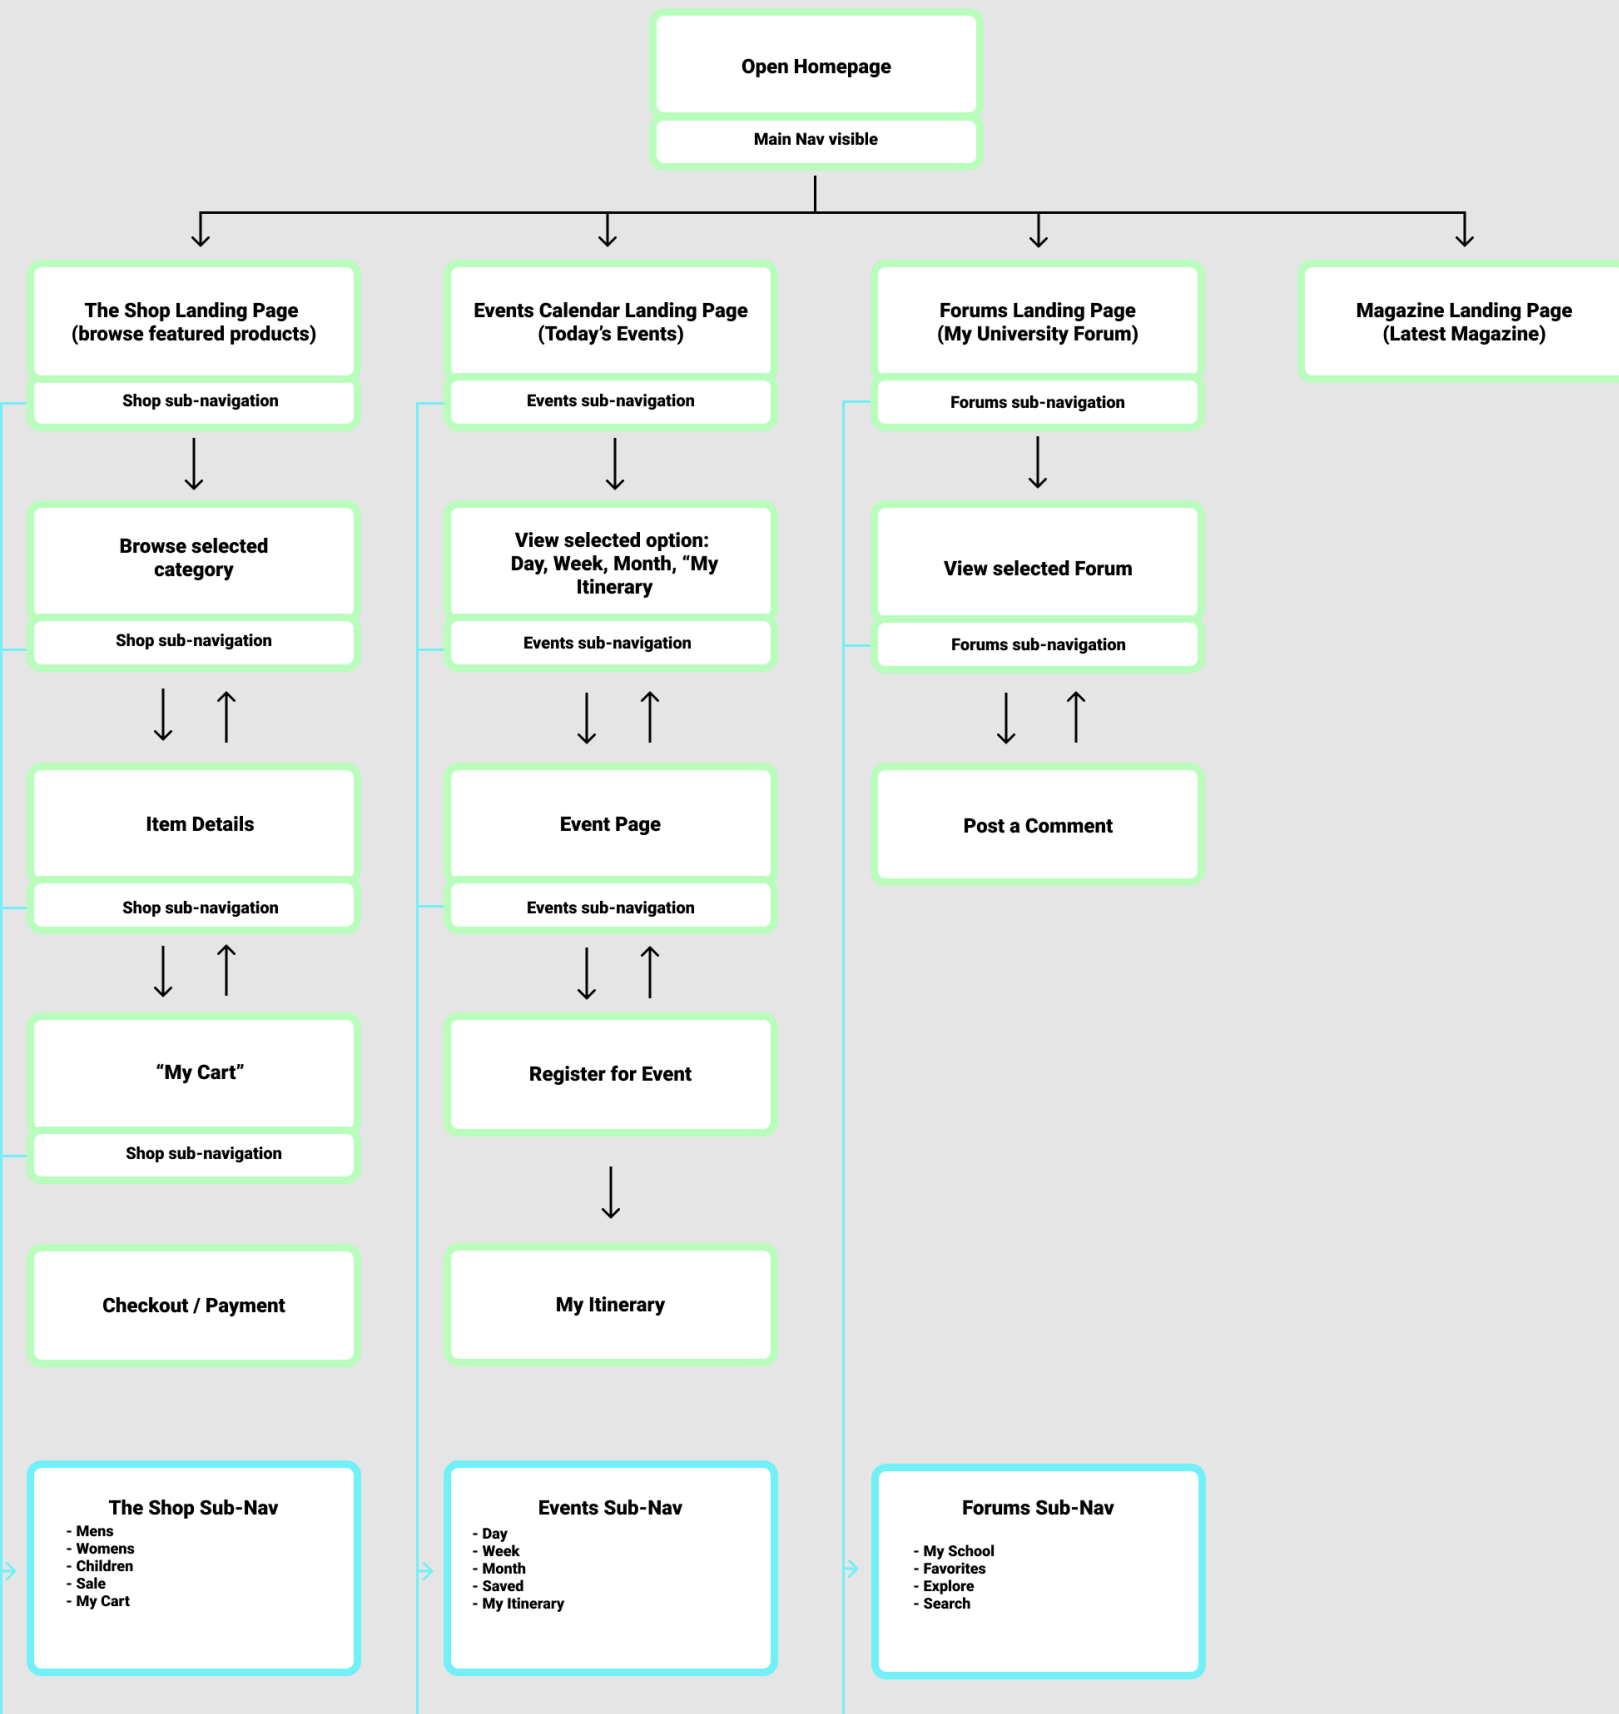 Open Homepage
Main Nav visible
The Shop Landing Page
(browse featured products)
Shop sub-navigation
Events Calendar Landing Page
(Today’s Events)
Events sub-navigation
Forums Landing Page
(My University Forum)
Forums sub-navigation
Magazine Landing Page
(Latest Magazine)
Browse selected
category
Shop sub-navigation
View selected option:
Day, Week, Month, “My
Itinerary
Events sub-navigation
View selected Forum
Forums sub-navigation
Item Details
Shop sub-navigation
Event Page
Events sub-navigation
Post a Comment
“My Cart”
Shop sub-navigation
Register for Event
Checkout / Payment
My Itinerary
The Shop Sub-Nav
- Mens
- Womens
- Children
- Sale
- My Cart
Events Sub-Nav
- Day
- Week
- Month
- Saved
- My Itinerary
Forums Sub-Nav
- My School
- Favorites
- Explore
- Search